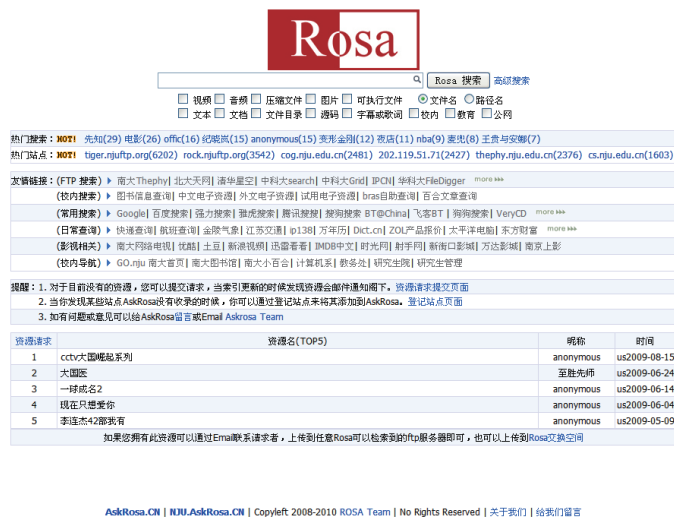 Rosa
Rosa 搜索 高级搜索
视频 音频 压缩文件 图片 可执行文件 文件名 路径名
文本 文档 文件目录 源码 字幕或歌词 校内 教育 公网
热门搜索：HOT! 先知(29) 电影(26) offic(16) 纪晓岚(15) anonymous(15) 变形金刚(12) 夜店(11) nba(9) 麦兜(8) 王贵与安娜(7)
热门站点：HOT! tiger.njuftp.org(6202) rock.njuftp.org(3542) cog.nju.edu.cn(2481) 202.119.51.71(2427) thephy.nju.edu.cn(2376) cs.nju.edu.cn(1603)
友情链接：(FTP 搜索) 南大Thephy| 北大天网| 清华星空| 中科大search| 中科大Grid| IPCN| 华科大FileDigger more
(校内搜索) 图书信息查询| 中文电子资源| 外文电子资源| 试用电子资源| bras自助查询| 百合文章查询
(常用搜索) Google| 百度搜索| 强力搜索| 雅虎搜索| 腾讯搜搜| 搜狗搜索 BT@China| 飞客BT | 狗狗搜索| VeryCD more
(日常查询) 快递查询| 航班查询| 金陵气象| 江苏交通| ip138| 万年历| Dict.cn| ZOL产品报价| 太平洋电脑| 东方财富 more
(影视相关) 南大网络电视| 优酷| 土豆| 新浪视频| 迅雷看看| IMDB中文| 时光网| 射手网| 新街口影城| 万达影城| 南京上影
(校内导航) GO.nju 南大首页| 南大图书馆| 南大小百合| 计算机系| 教务处| 研究生院| 研究生管理
提醒：1. 对于目前没有的资源，您可以提交请求，当索引更新的时候发现资源会邮件通知阁下。资源请求提交页面
2. 当你发现某些站点AskRosa没有收录的时候，你可以通过登记站点来将其添加到AskRosa。登记站点页面
3. 如有问题或意见可以给AskRosa留言或Email Askrosa Team
资源请求 资源名(TOP5) 昵称 时间
1 cctv大国崛起系列 anonymous us2009-08-15
2 大国医 至胜先师 us2009-06-24
3 一球成名2 anonymous us2009-06-14
4 现在只想爱你 anonymous us2009-06-04
5 李连杰42部我有 anonymous us2009-05-09
如果您拥有此资源可以通过Email联系请求者，上传到任意Rosa可以检索到的ftp服务器即可，也可以上传到Rosa交换空间
AskRosa.CN | NJU.AskRosa.CN | Copyleft 2008-2010 ROSA Team | No Rights Reserved | 关于我们 | 给我们留言